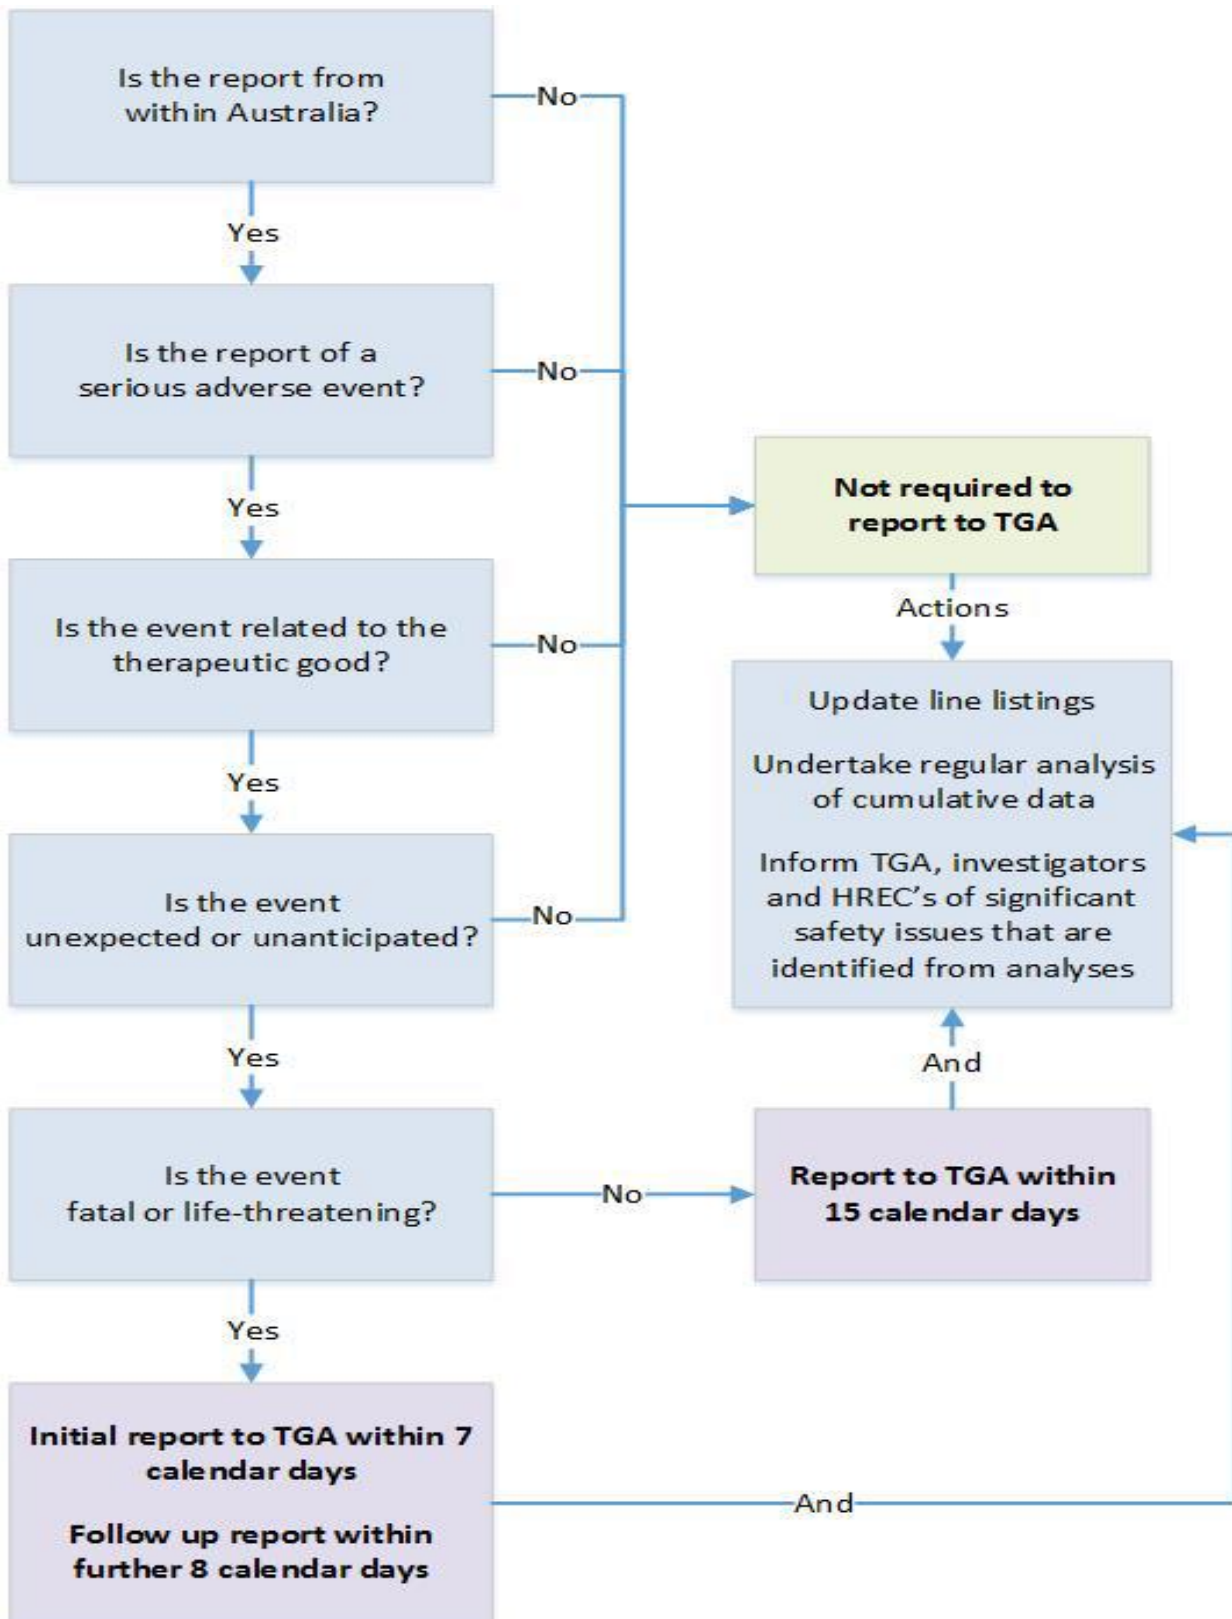 Is the report from
within Australia?
No
Yes
Is the report of a
serious adverse event?
No
Yes
Is the event related to the
therapeutic good?
No
Yes
Is the event
unexpected or unanticipated?
No
Yes
Is the event
fatal or life-threatening?
No
Yes
Initial report to TGA within 7
calendar days
Follow up report within
further 8 calendar days
And
Not required to
report to TGA
Actions
Update line listings
Undertake regular analysis
of cumulative data
Inform TGA, investigators
and HREC's of significant
safety issues that are
identified from analyses
And
Report to TGA within
15 calendar days